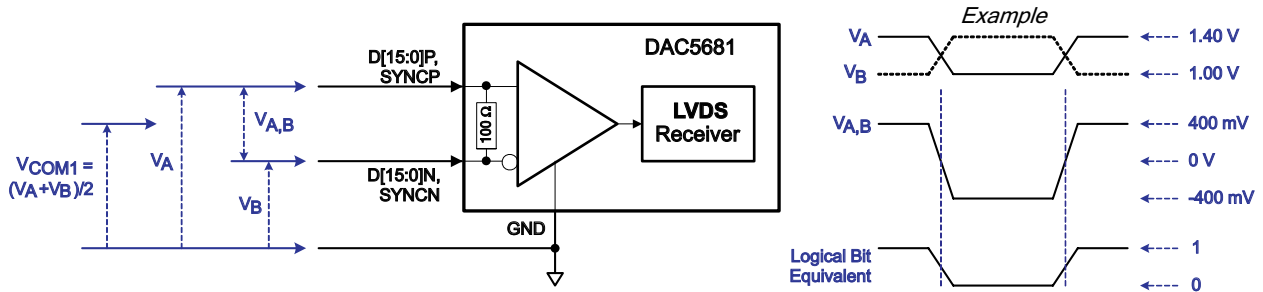 Example
DAC5681
D[15:0]P,
SYNCP
100 Ω
LVDS
Receiver
D[15:0]N,
SYNCN
GND
VA,B
VA
VB
VCOM1 =
(VA+VB)/2
VA
1.40 V
VB
1.00 V
VA,B
400 mV
0 V
-400 mV
Logical Bit
Equivalent
1
0